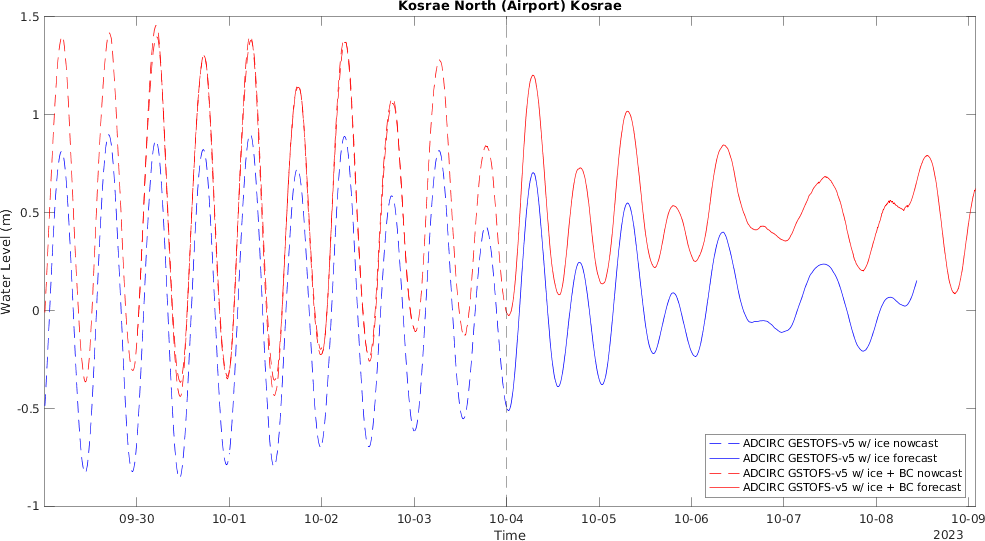 Kosrae North (Airport) Kosrae
1.5
1
0.5
0
-0.5
-1
Water Level (m)
09-30 10-01 10-02 10-03 10-04 10-05 10-06 10-07 10-08 10-09
Time
2023
ADCIRC GESTOFS-v5 w/ ice nowcast
ADCIRC GESTOFS-v5 w/ ice forecast
ADCIRC GSTOFS-v5 w/ ice + BC nowcast
ADCIRC GSTOFS-v5 w/ ice + BC forecast